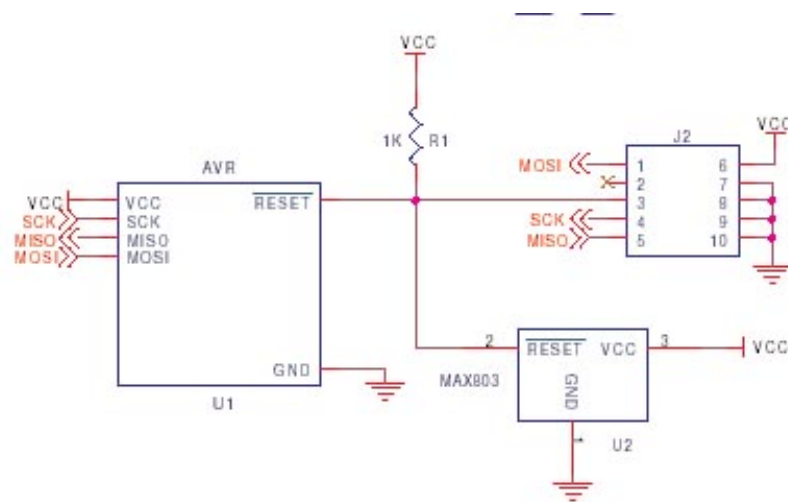 VCC
1K R1
J2
VCC
MOSI 1 6
2 7
3 8
SCK 4 9
MISO 5 10
AVR
VCC VCC RESET
SCK SCK
MISO MISO
MOSI MOSI
GND
U1
2 RESET VCC 3 VCC
MAX803
GND
1
U2